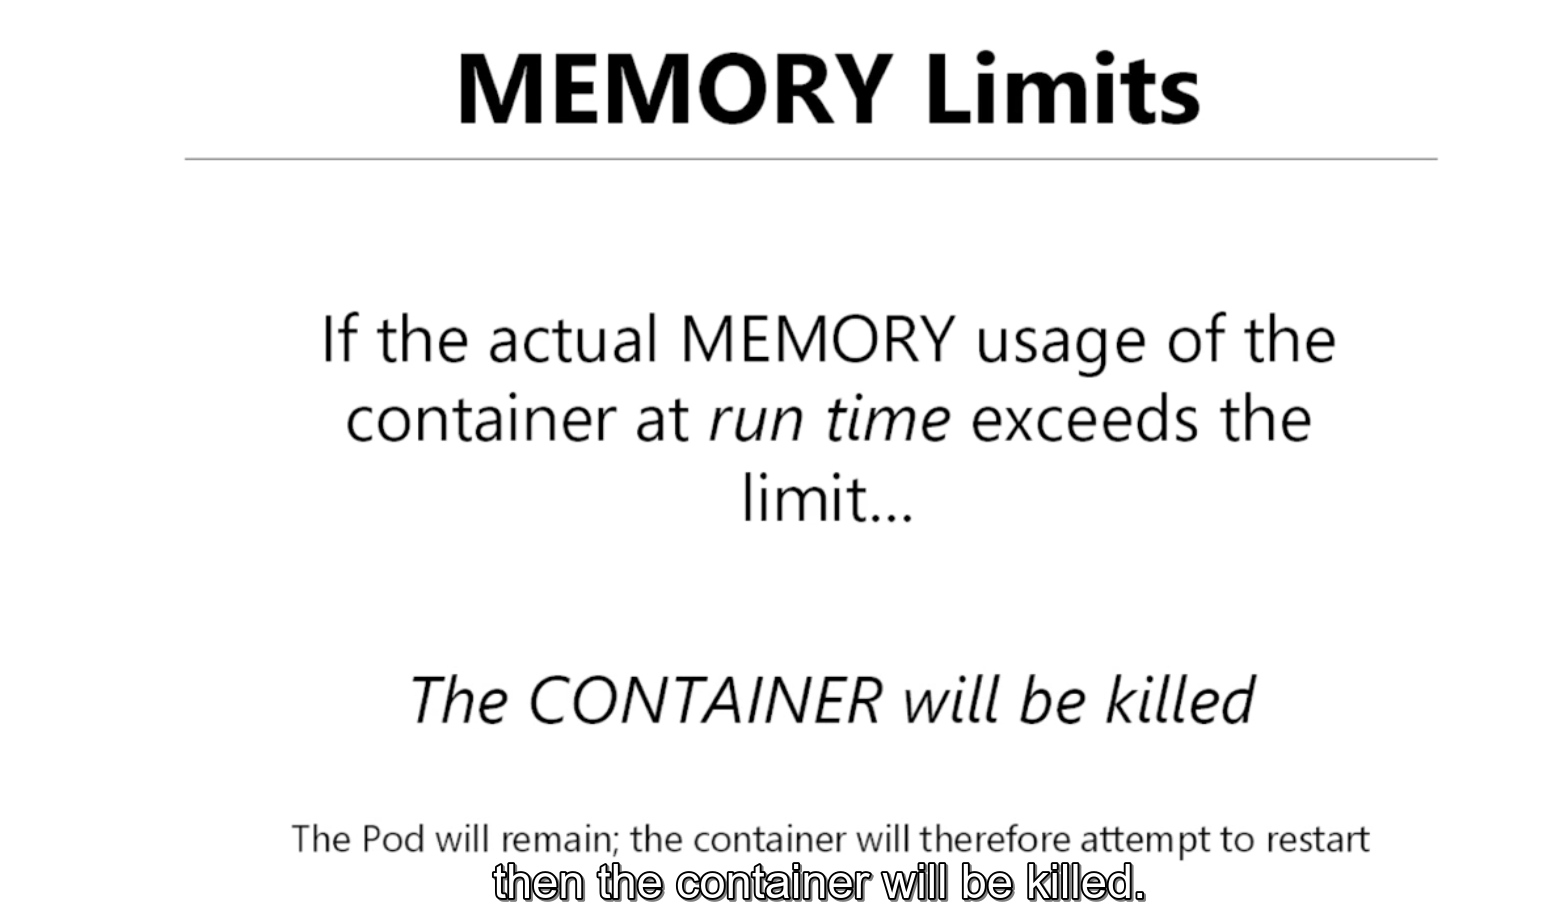 MEMORY Limits
If the actual MEMORY usage of the
container at run time exceeds the
limit...
The CONTAINER will be killed
The Pod will remain; the container will therefore attempt to restart
then the container will be killed.